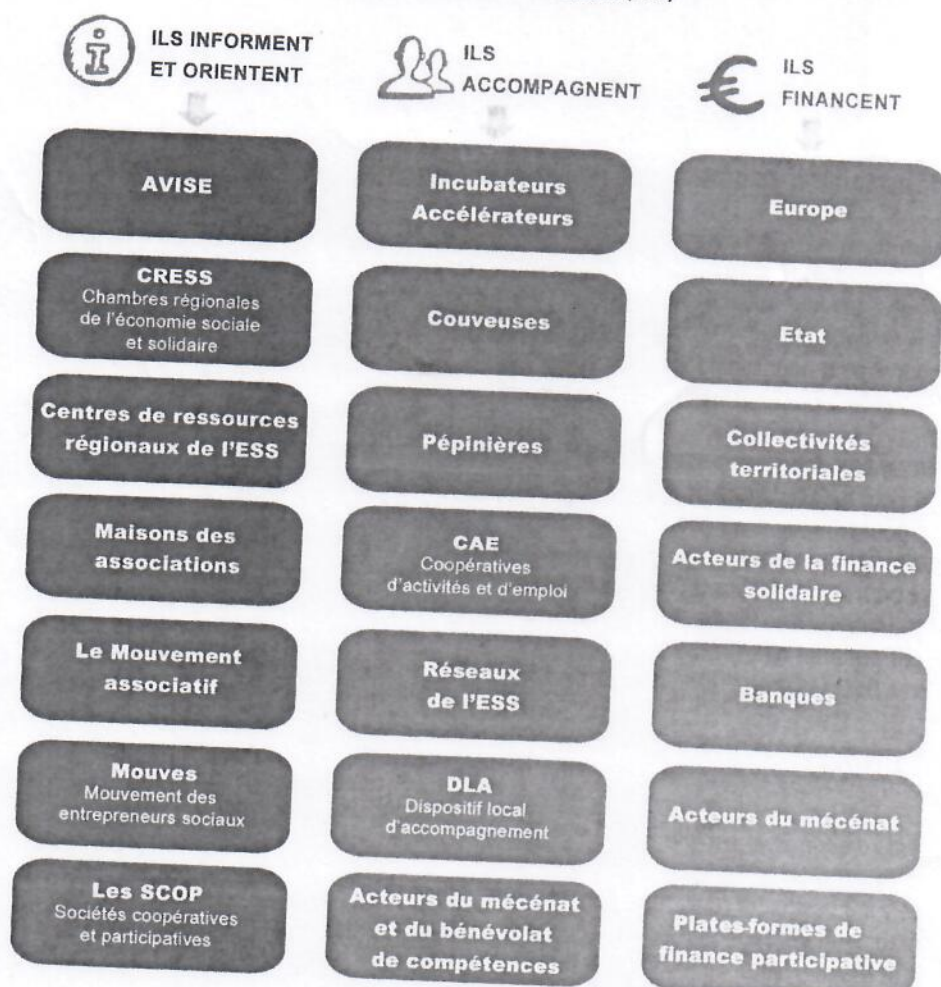 ILS INFORMENT
ET ORIENTENT
AVISE
CRESS
Chambres régionales
de l'économie sociale
et solidaire
Centres de ressources
régionaux de l'ESS
Maisons des
associations
Le Mouvement
associatif
Mouves
Mouvement des
entrepreneurs sociaux
Les SCOP
Sociétés coopératives
et participatives
ILS
ACCOMPAGNENT
Incubateurs
Accélérateurs
Couveuses
Pépinières
CAE
Coopératives
d'activités et d'emploi
Réseaux
de l'ESS
DLA
Dispositif local
d'accompagnement
Acteurs du mécénat
et du bénévolat
de compétences
€
ILS
FINANCENT
Europe
Etat
Collectivités
territoriales
Acteurs de la finance
solidaire
Banques
Acteurs du mécénat
Plates-formes de
finance participative